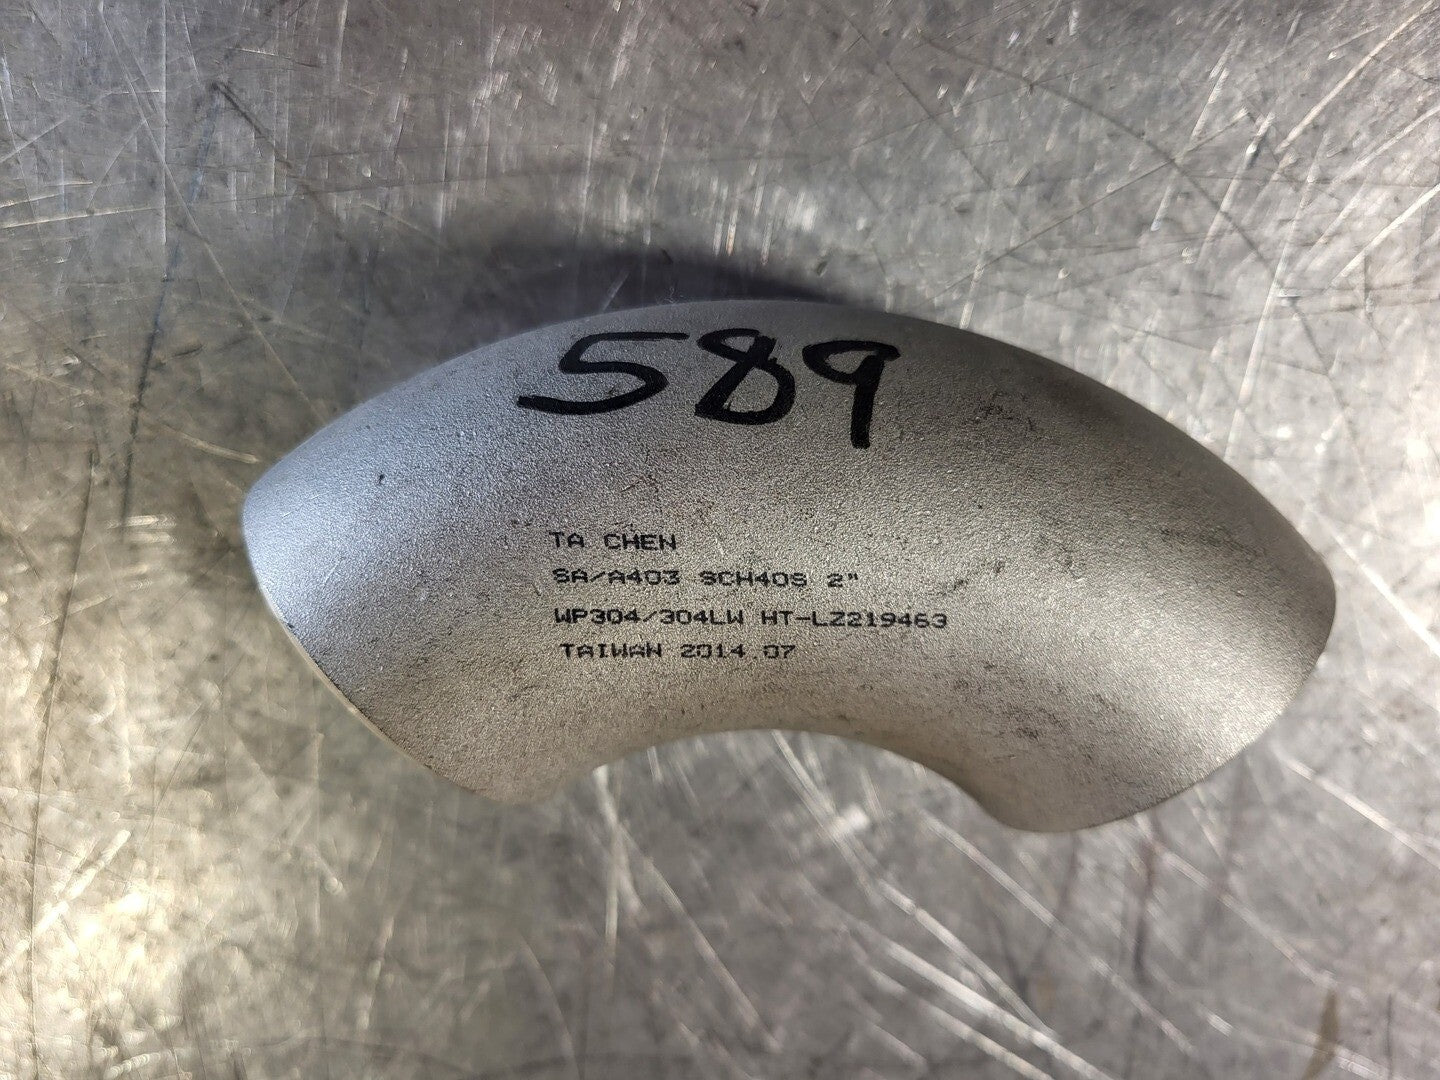 589
TA CHEN
SA/A403 SCH40S 2"
WP304/304LW HT-LZ219463
TAIWAN 2014.07